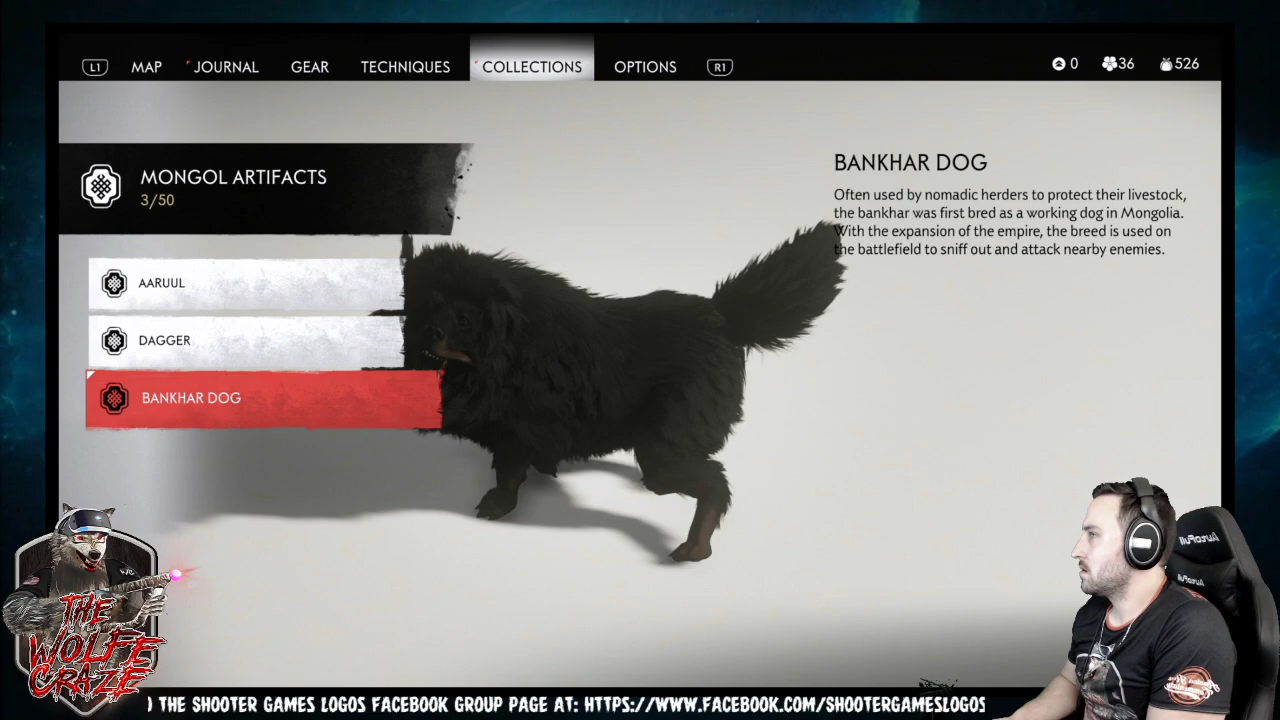 L1 MAP JOURNAL GEAR TECHNIQUES COLLECTIONS OPTIONS R1 0 36 526
MONGOL ARTIFACTS
3/50
AARUUL
DAGGER
BANKHAR DOG
BANKHAR DOG
Often used by nomadic herders to protect their livestock,
the bankhar was first bred as a working dog in Mongolia.
With the expansion of the empire, the breed is used on
the battlefield to sniff out and attack nearby enemies.
THE
WOLFE
CRAZE
AutoFull
AutoFull
) THE SHOOTER GAMES LOGOS FACEBOOK GROUP PAGE AT: HTTPS://WWW.FACEBOOK.COM/SHOOTERGAMESLOGOS